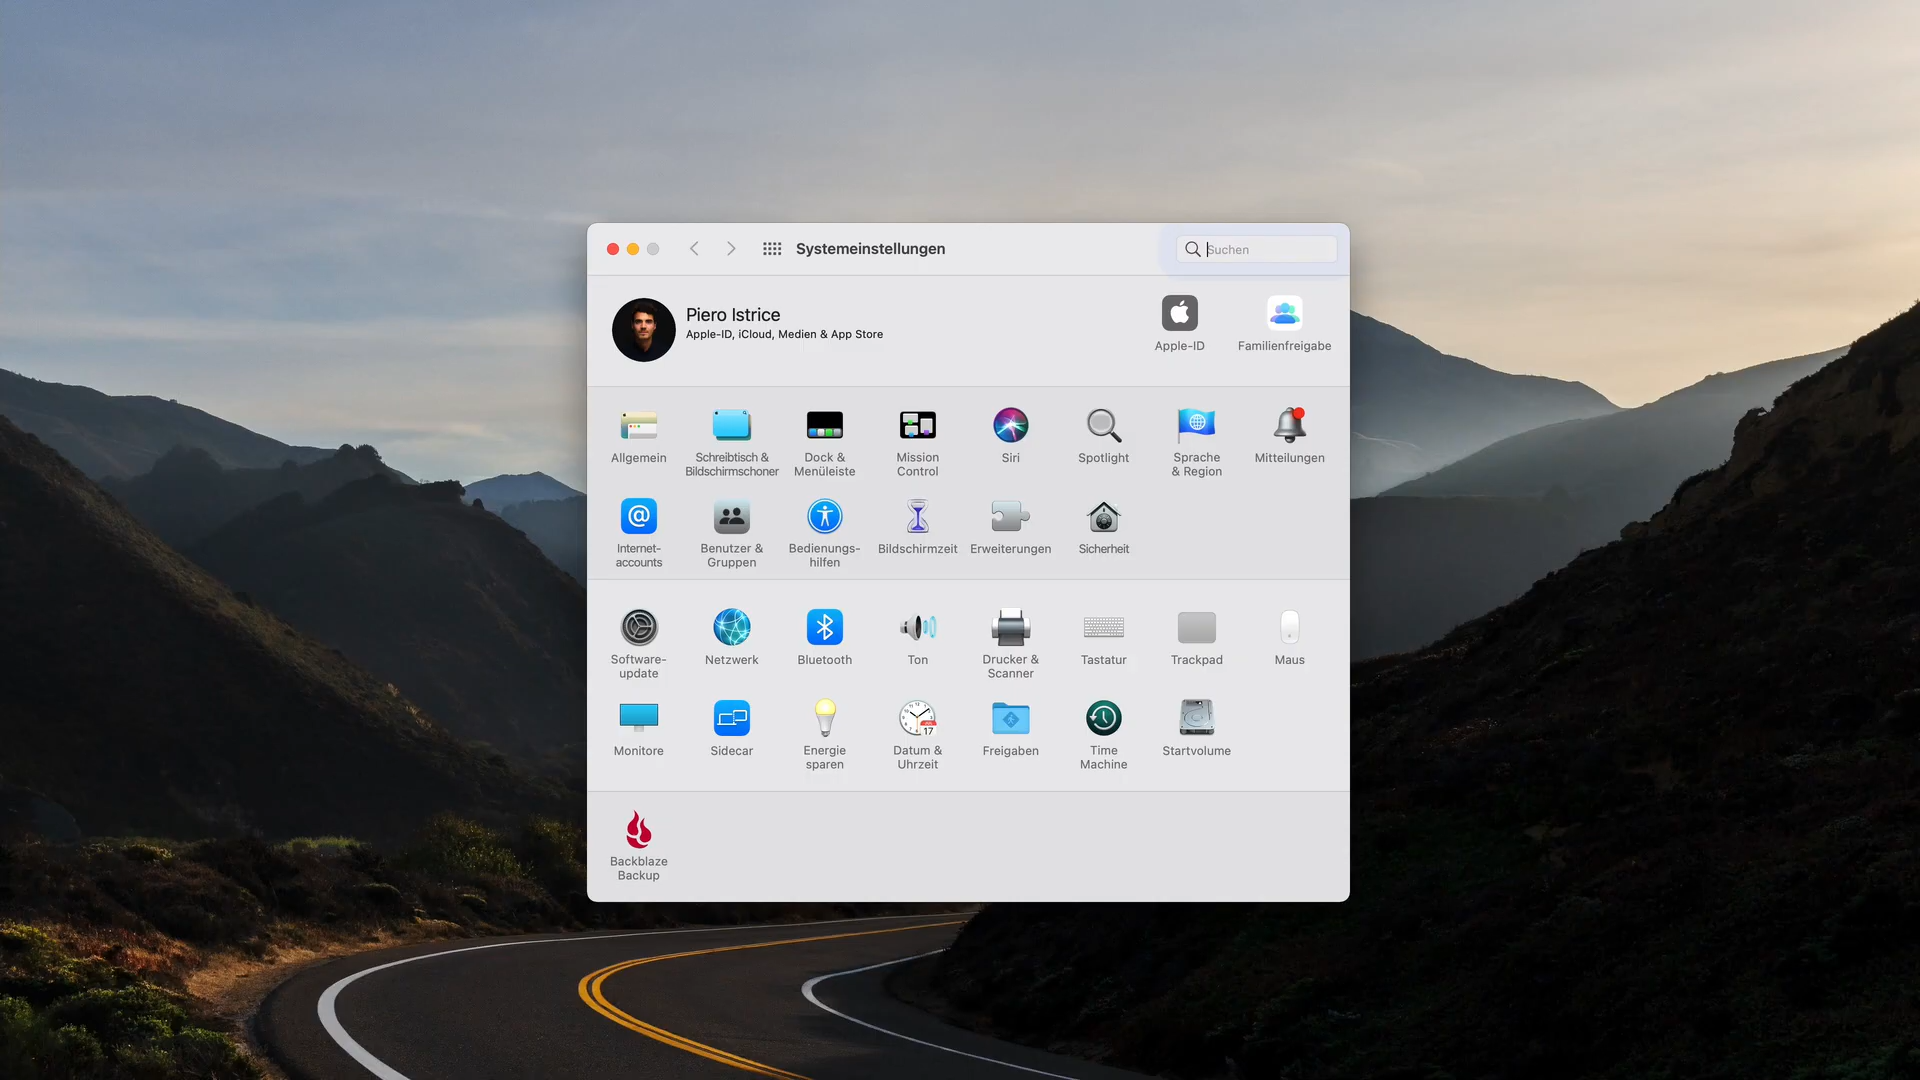 Systemeinstellungen
Suchen
Piero Istrice
Apple-ID, iCloud, Medien & App Store
Apple-ID
Familienfreigabe
Allgemein
Schreibtisch &
Bildschirmschoner
Dock &
Menüleiste
Mission
Control
Siri
Spotlight
Sprache
& Region
Mitteilungen
Internet-
accounts
Benutzer &
Gruppen
Bedienungs-
hilfen
Bildschirmzeit
Erweiterungen
Sicherheit
Software-
update
Netzwerk
Bluetooth
Ton
Drucker &
Scanner
Tastatur
Trackpad
Maus
Monitore
Sidecar
Energie
sparen
17
Datum &
Uhrzeit
Freigaben
Time
Machine
Startvolume
Backblaze
Backup